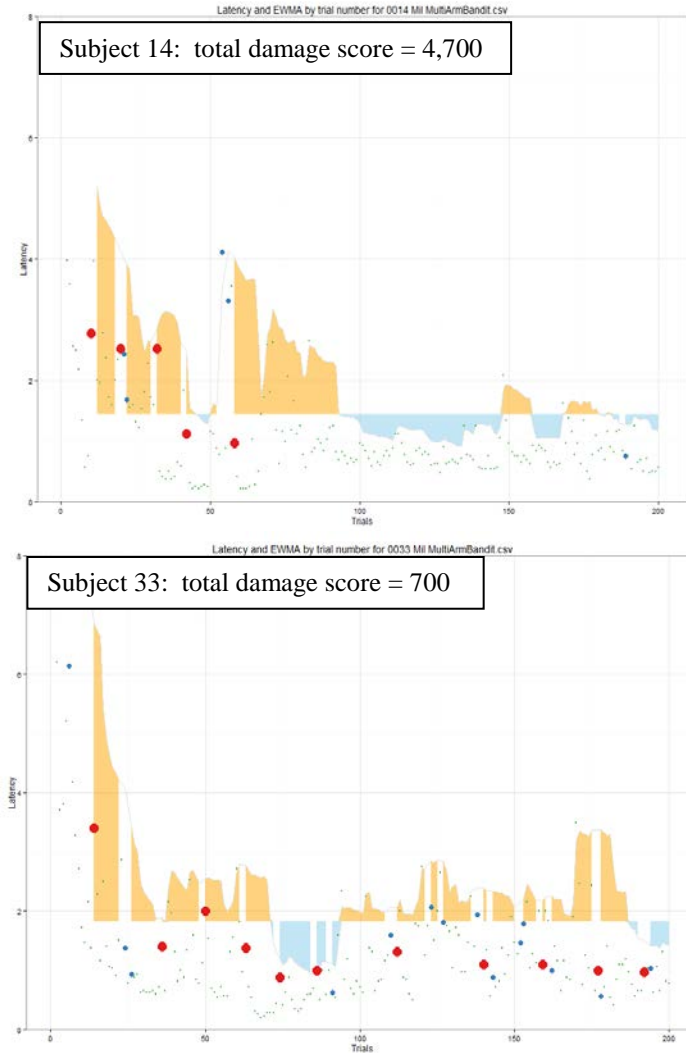 Latency and EWMA by trial number for 0014 Mil MultiArmBandit.csv
8
Subject 14:  total damage score = 4,700
6
Latency
4
2
0
0 50 100 150 200
Trials
Latency and EWMA by trial number for 0033 Mil MultiArmBandit.csv
8
Subject 33:  total damage score = 700
6
Latency
4
2
0
0 50 100 150 200
Trials